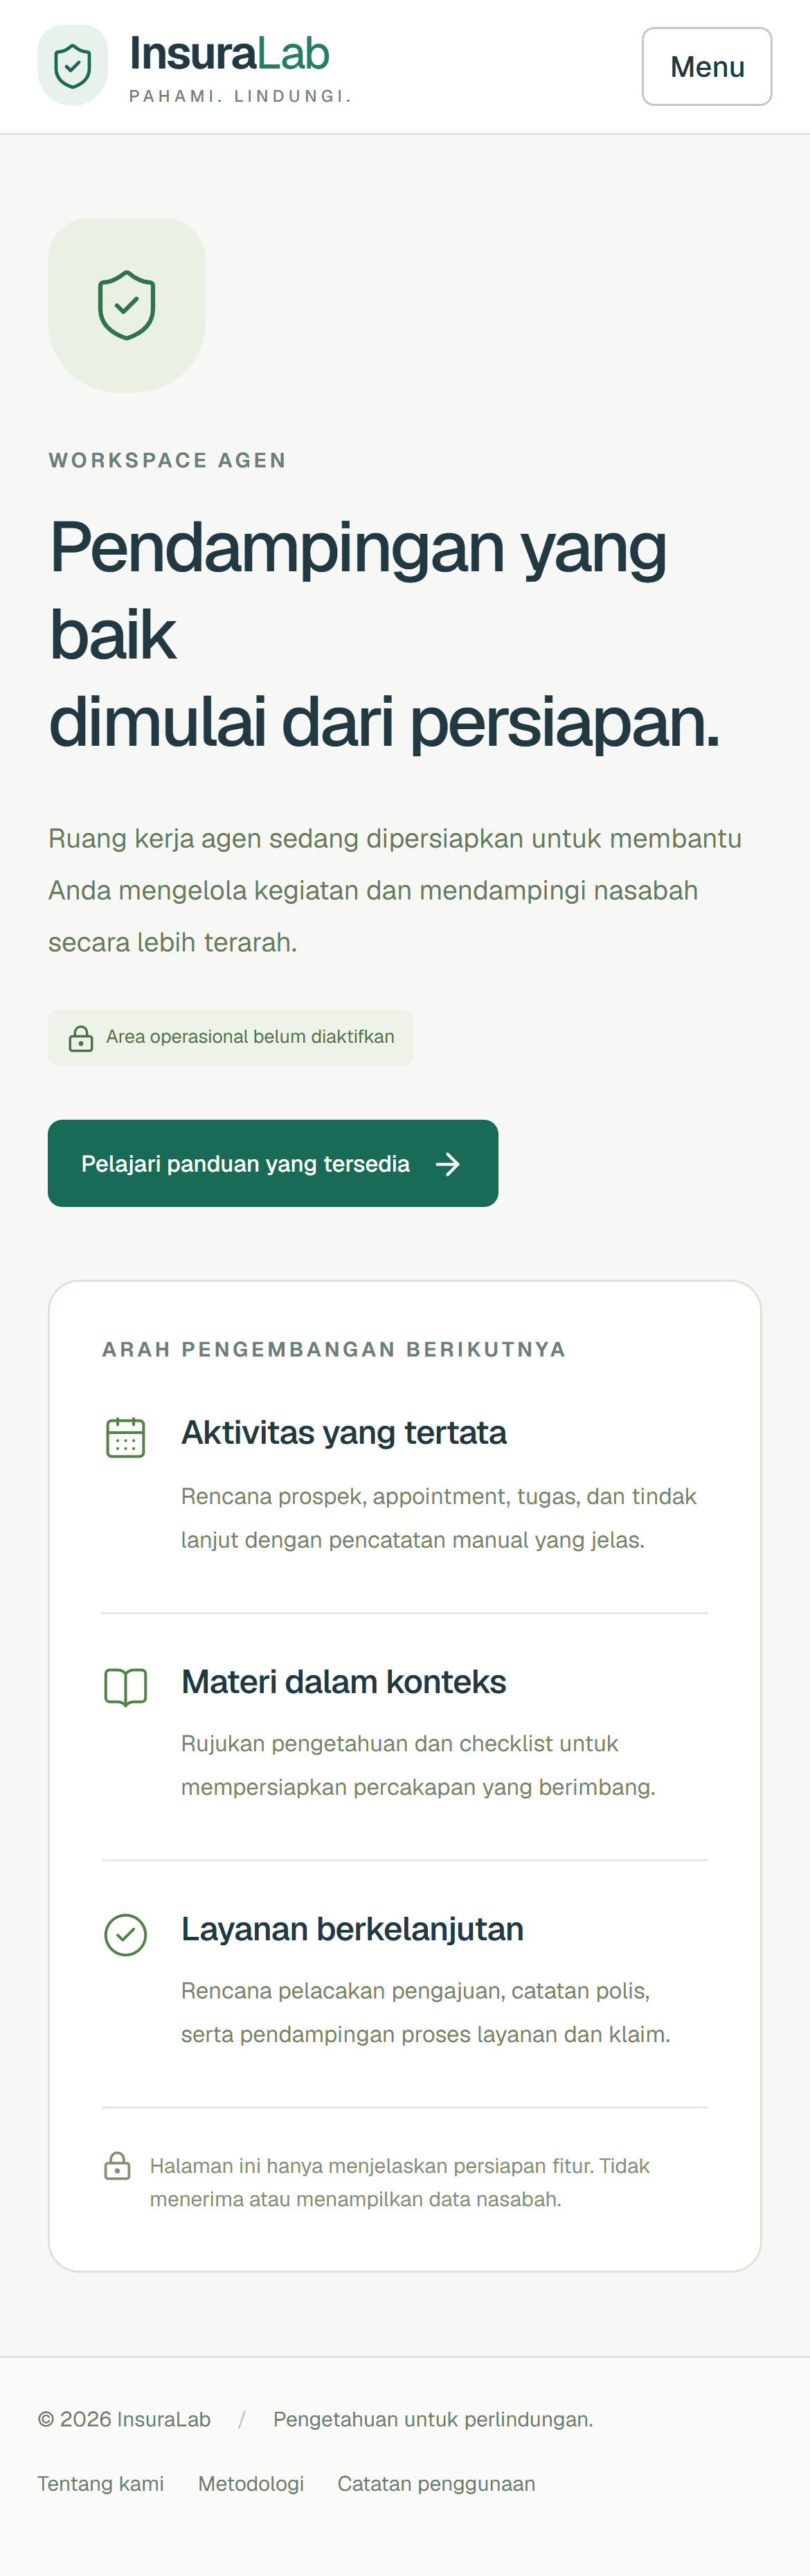 InsuraLab
PAHAMI. LINDUNGI.
Menu
WORKSPACE AGEN
Pendampingan yang
baik
dimulai dari persiapan.
Ruang kerja agen sedang dipersiapkan untuk membantu
Anda mengelola kegiatan dan mendampingi nasabah
secara lebih terarah.
Area operasional belum diaktifkan
Pelajari panduan yang tersedia
ARAH PENGEMBANGAN BERIKUTNYA
Aktivitas yang tertata
Rencana prospek, appointment, tugas, dan tindak
lanjut dengan pencatatan manual yang jelas.
Materi dalam konteks
Rujukan pengetahuan dan checklist untuk
mempersiapkan percakapan yang berimbang.
Layanan berkelanjutan
Rencana pelacakan pengajuan, catatan polis,
serta pendampingan proses layanan dan klaim.
Halaman ini hanya menjelaskan persiapan fitur. Tidak
menerima atau menampilkan data nasabah.
© 2026 InsuraLab / Pengetahuan untuk perlindungan.
Tentang kami Metodologi Catatan penggunaan